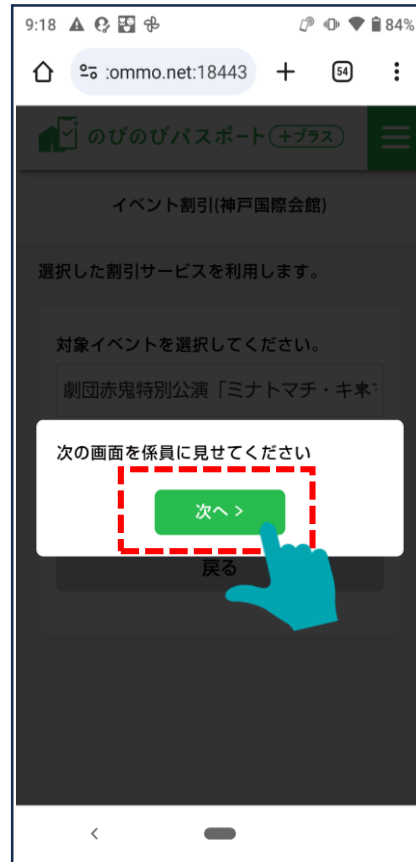 9:18 84%
:ommo.net:18443 54
のびのびパスポート +プラス
イベント割引(神戸国際会館)
選択した割引サービスを利用します。
対象イベントを選択してください。
劇団赤鬼特別公演「ミナトマチ・キネマ
次の画面を係員に見せてください
次へ >
戻る